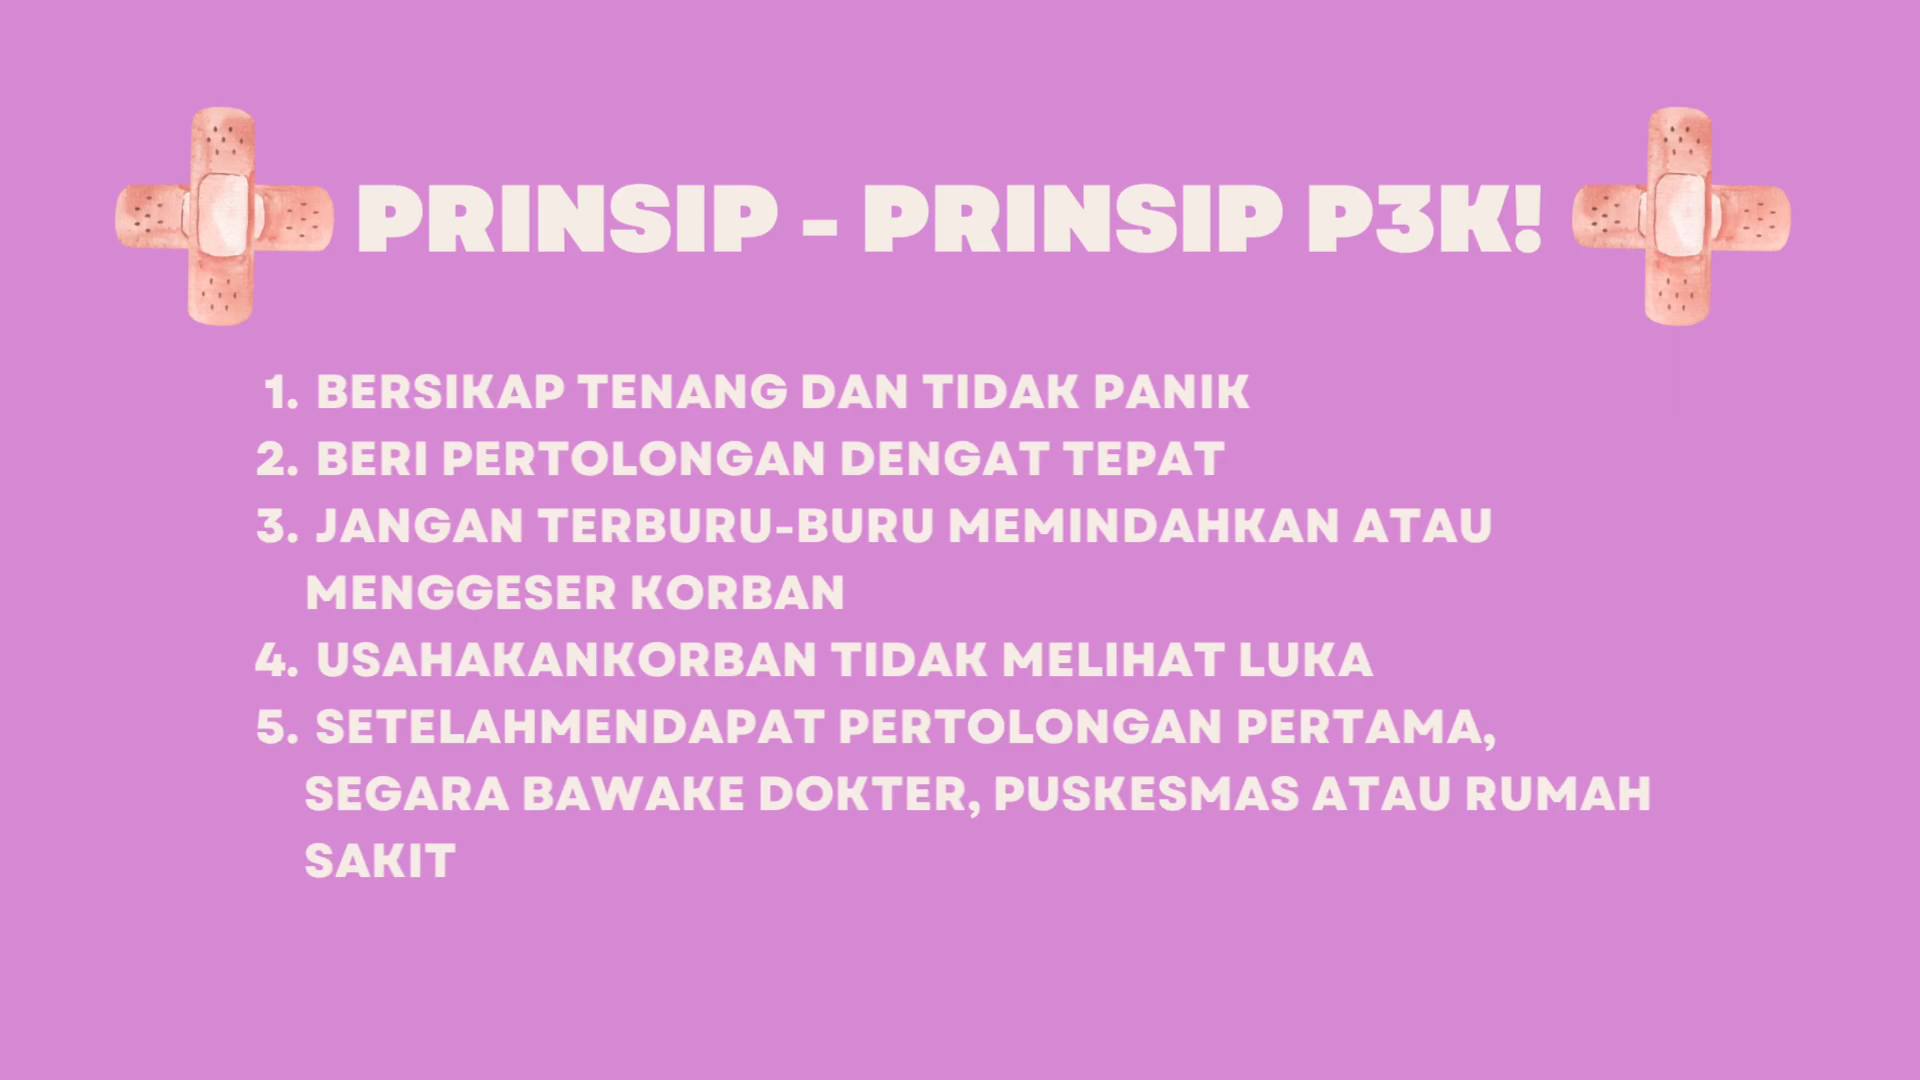 PRINSIP - PRINSIP P3K!
1. BERSIKAP TENANG DAN TIDAK PANIK
2. BERI PERTOLONGAN DENGAT TEPAT
3. JANGAN TERBURU-BURU MEMINDAHKAN ATAU
MENGGESER KORBAN
4. USAHAKANKORBAN TIDAK MELIHAT LUKA
5. SETELAHMENDAPAT PERTOLONGAN PERTAMA,
SEGARA BAWAKE DOKTER, PUSKESMAS ATAU RUMAH
SAKIT